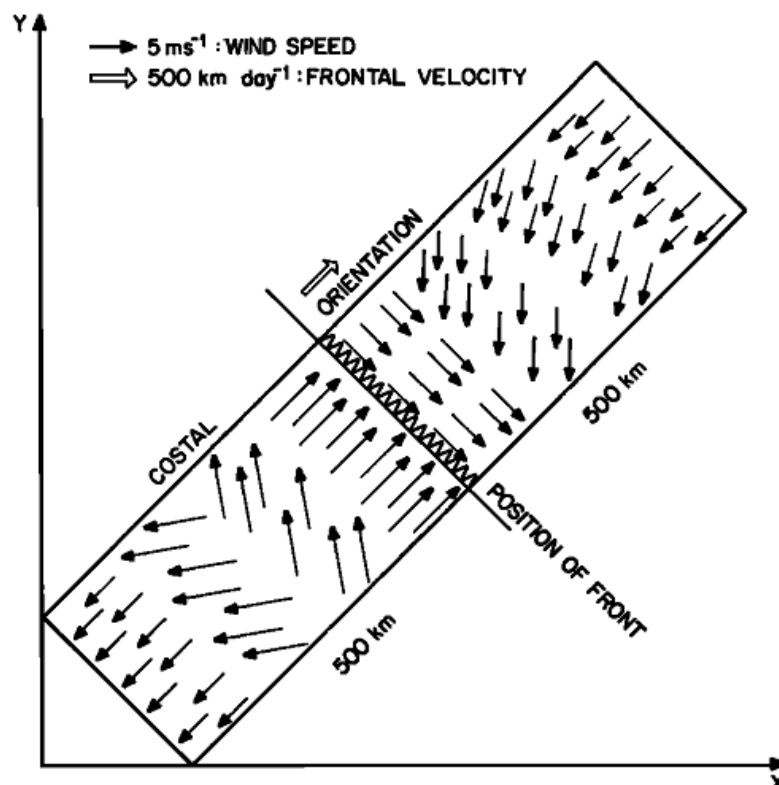 Y
5 ms⁻¹ : WIND SPEED
500 km day⁻¹ : FRONTAL VELOCITY
ORIENTATION
COSTAL
500 km
POSITION OF FRONT
500 km
X